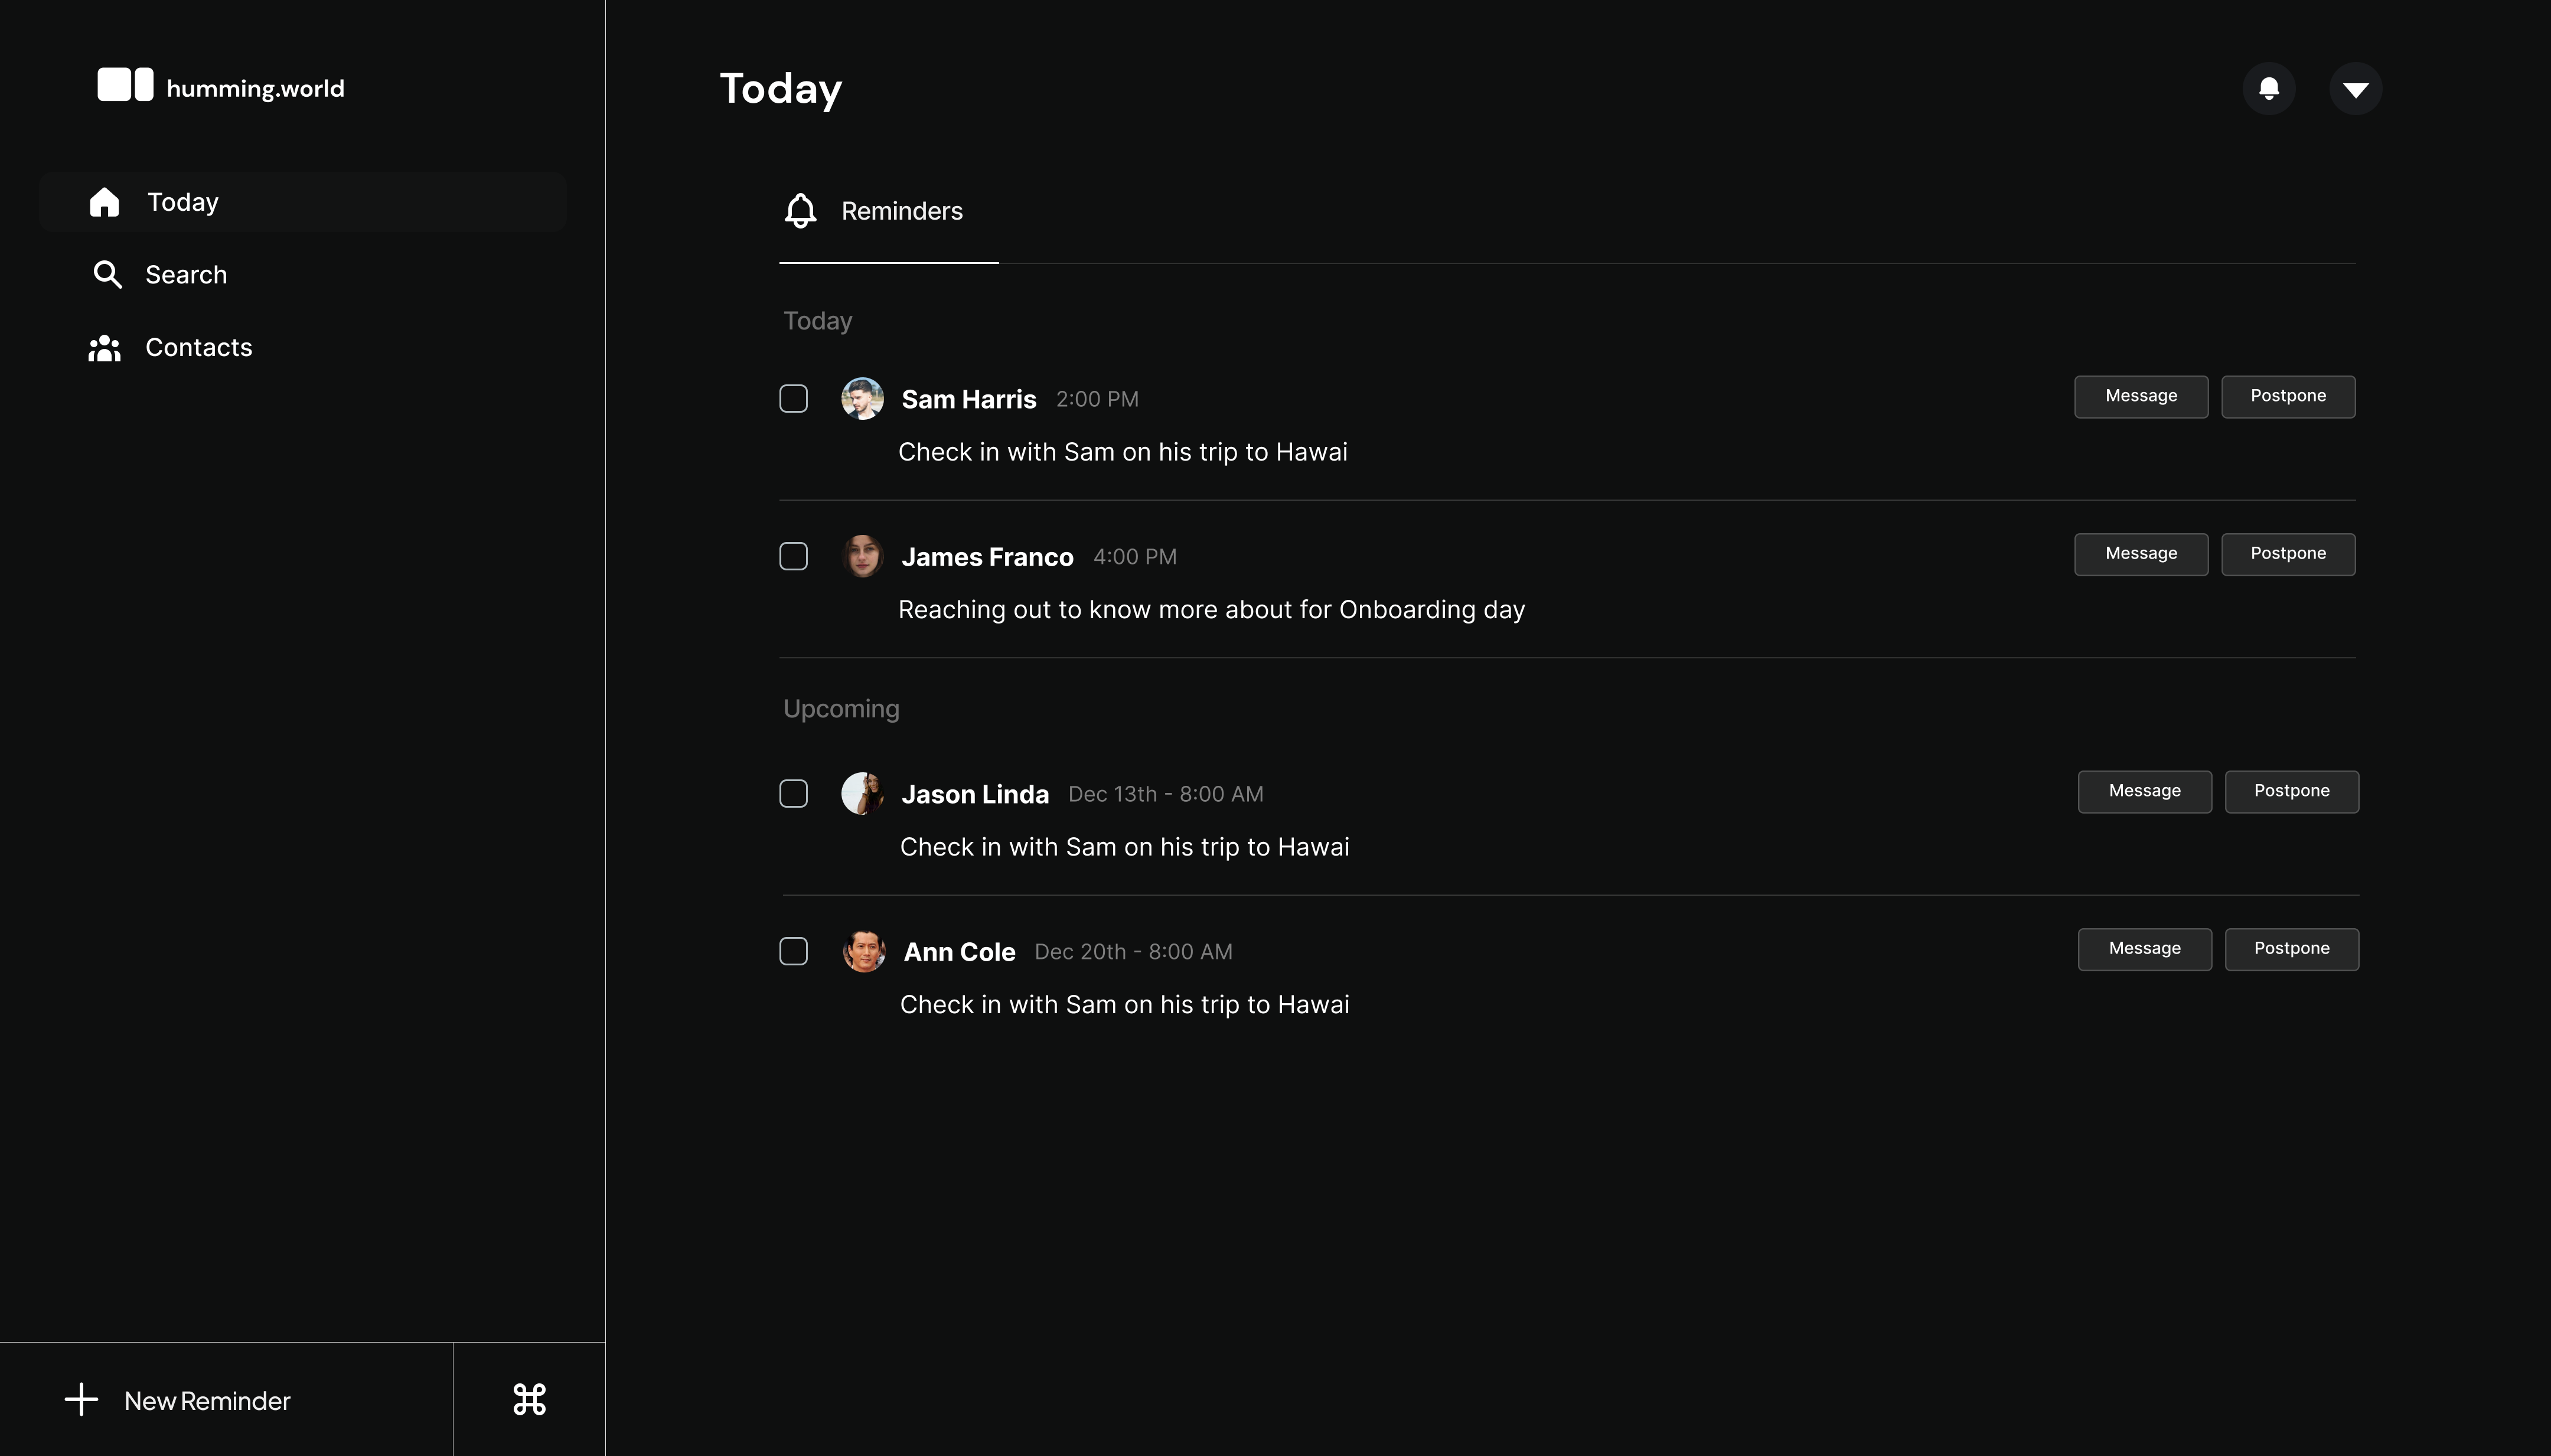 humming.world
Today
Search
Contacts
New Reminder
Today
Reminders
Today
Sam Harris 2:00 PM Message Postpone
Check in with Sam on his trip to Hawai
James Franco 4:00 PM Message Postpone
Reaching out to know more about for Onboarding day
Upcoming
Jason Linda Dec 13th - 8:00 AM Message Postpone
Check in with Sam on his trip to Hawai
Ann Cole Dec 20th - 8:00 AM Message Postpone
Check in with Sam on his trip to Hawai